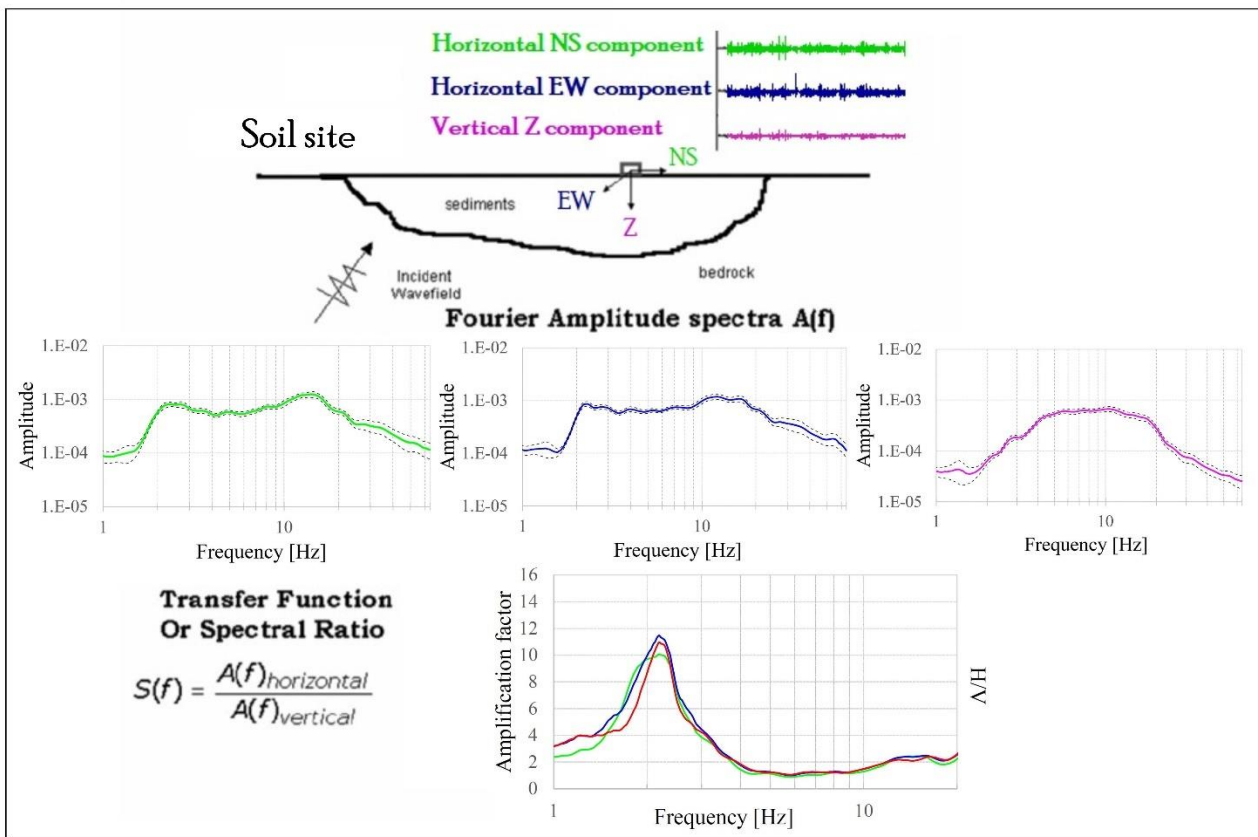 Horizontal NS component
Horizontal EW component
Vertical Z component
Soil site
NS
EW
Z
sediments
Incident
Wavefield
bedrock
Fourier Amplitude spectra A(f)
1.E-02
1.E-03
1.E-04
1.E-05
Amplitude
1
10
Frequency [Hz]
1.E-02
1.E-03
1.E-04
1.E-05
Amplitude
1
10
Frequency [Hz]
1.E-02
1.E-03
1.E-04
1.E-05
Amplitude
1
10
Frequency [Hz]
Transfer Function
Or Spectral Ratio
S(f) = A(f)horizontal / A(f)vertical
Amplification factor
16
14
12
10
8
6
4
2
0
1
10
Frequency [Hz]
H/V